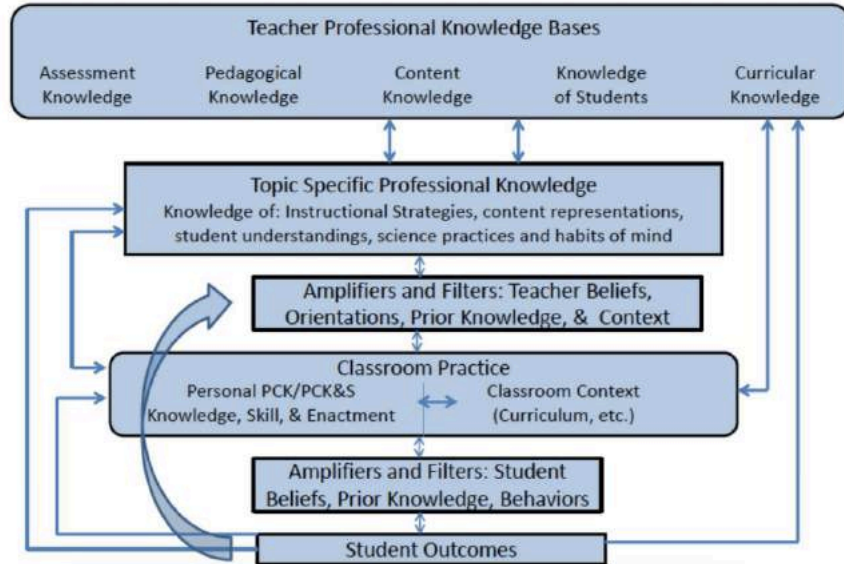 Teacher Professional Knowledge Bases
Assessment Knowledge
Pedagogical Knowledge
Content Knowledge
Knowledge of Students
Curricular Knowledge
Topic Specific Professional Knowledge
Knowledge of: Instructional Strategies, content representations,
student understandings, science practices and habits of mind
Amplifiers and Filters: Teacher Beliefs,
Orientations, Prior Knowledge, & Context
Classroom Practice
Personal PCK/PCK&S
Knowledge, Skill, & Enactment
Classroom Context
(Curriculum, etc.)
Amplifiers and Filters: Student
Beliefs, Prior Knowledge, Behaviors
Student Outcomes